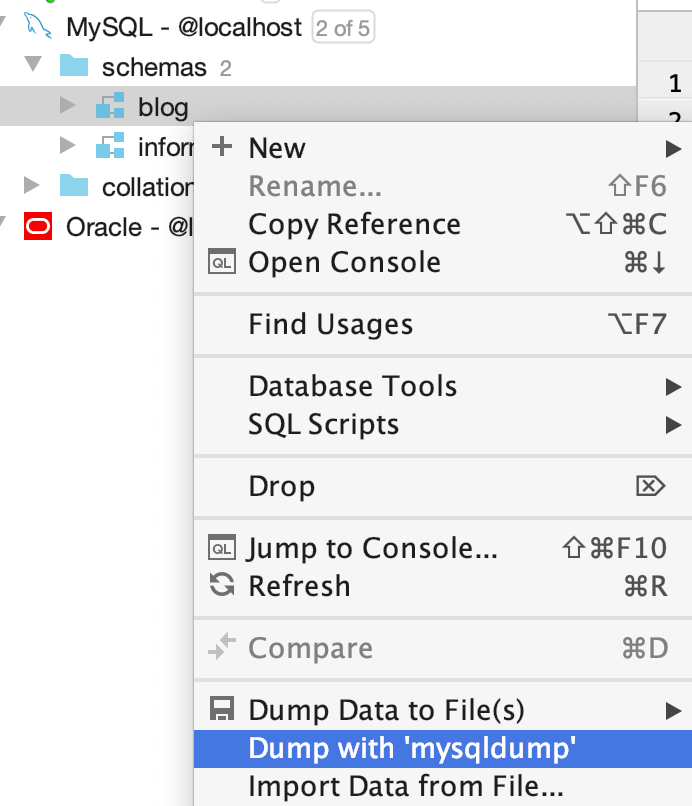 MySQL - @localhost 2 of 5
schemas 2
1
blog
2
New
Rename... ⇧F6
Copy Reference ⌥⇧⌘C
QL Open Console ⌘↓
Find Usages ⌥F7
Database Tools
SQL Scripts
Drop ⌦
QL Jump to Console... ⇧⌘F10
Refresh ⌘R
Compare ⌘D
Dump Data to File(s)
Dump with 'mysqldump'
Import Data from File...
inforr
collation
Oracle - @l